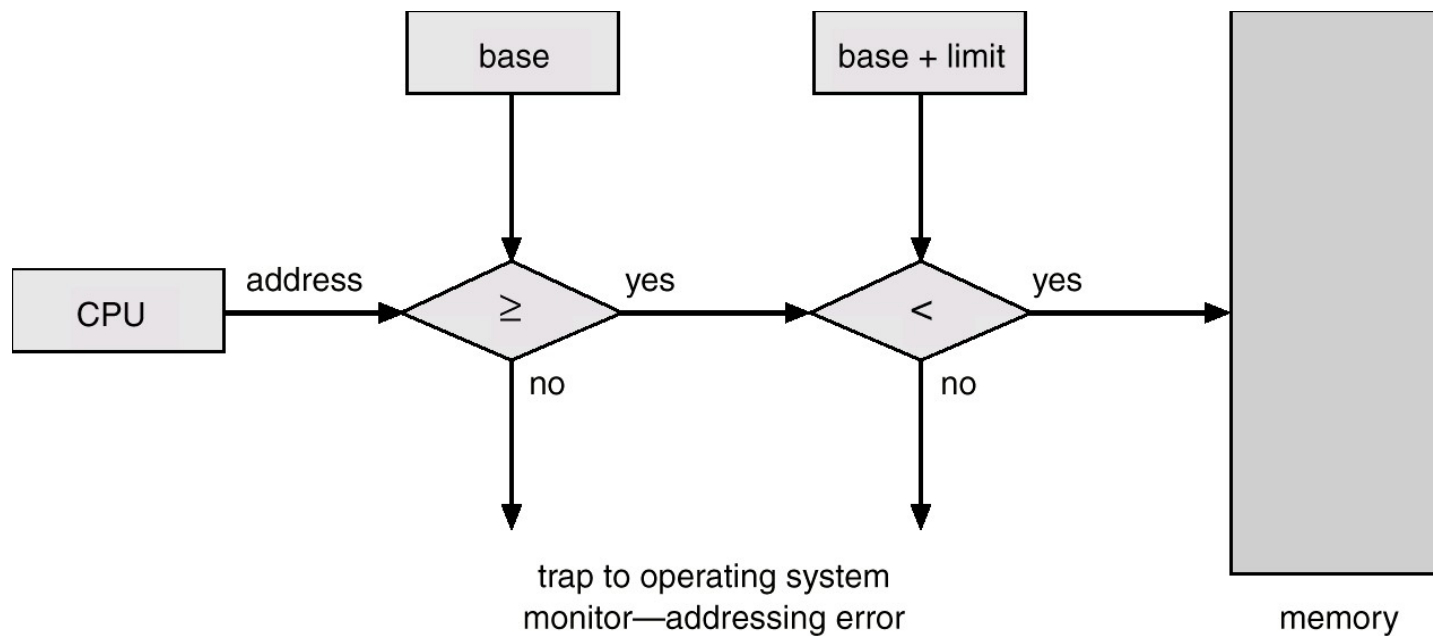 base
base + limit
CPU
address
≥
yes
<
yes
no
no
trap to operating system
monitor—addressing error
memory